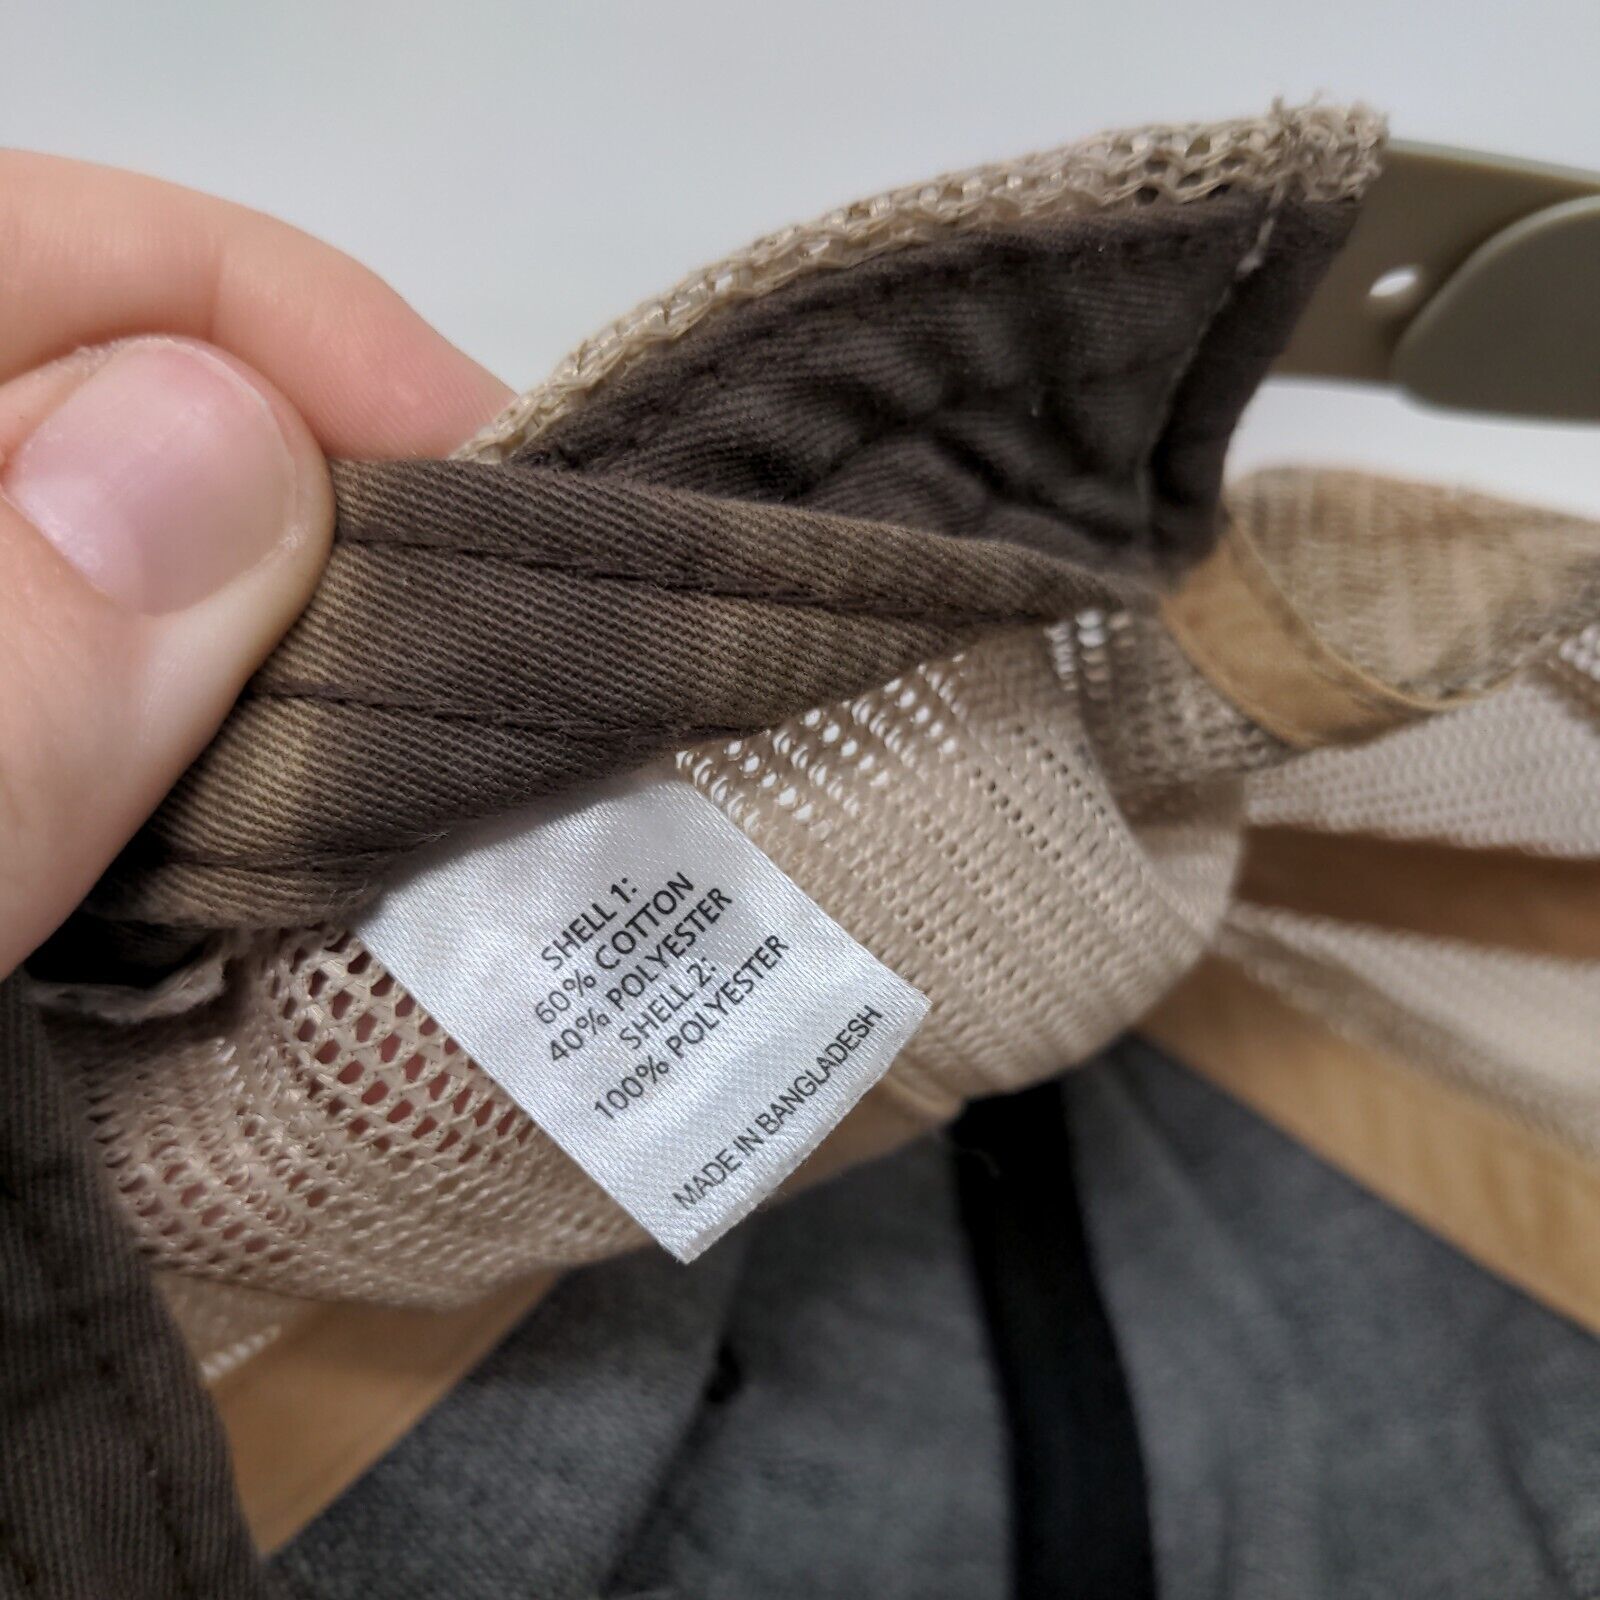 SHELL 1:
60% COTTON
40% POLYESTER
SHELL 2:
100% POLYESTER
MADE IN BANGLADESH